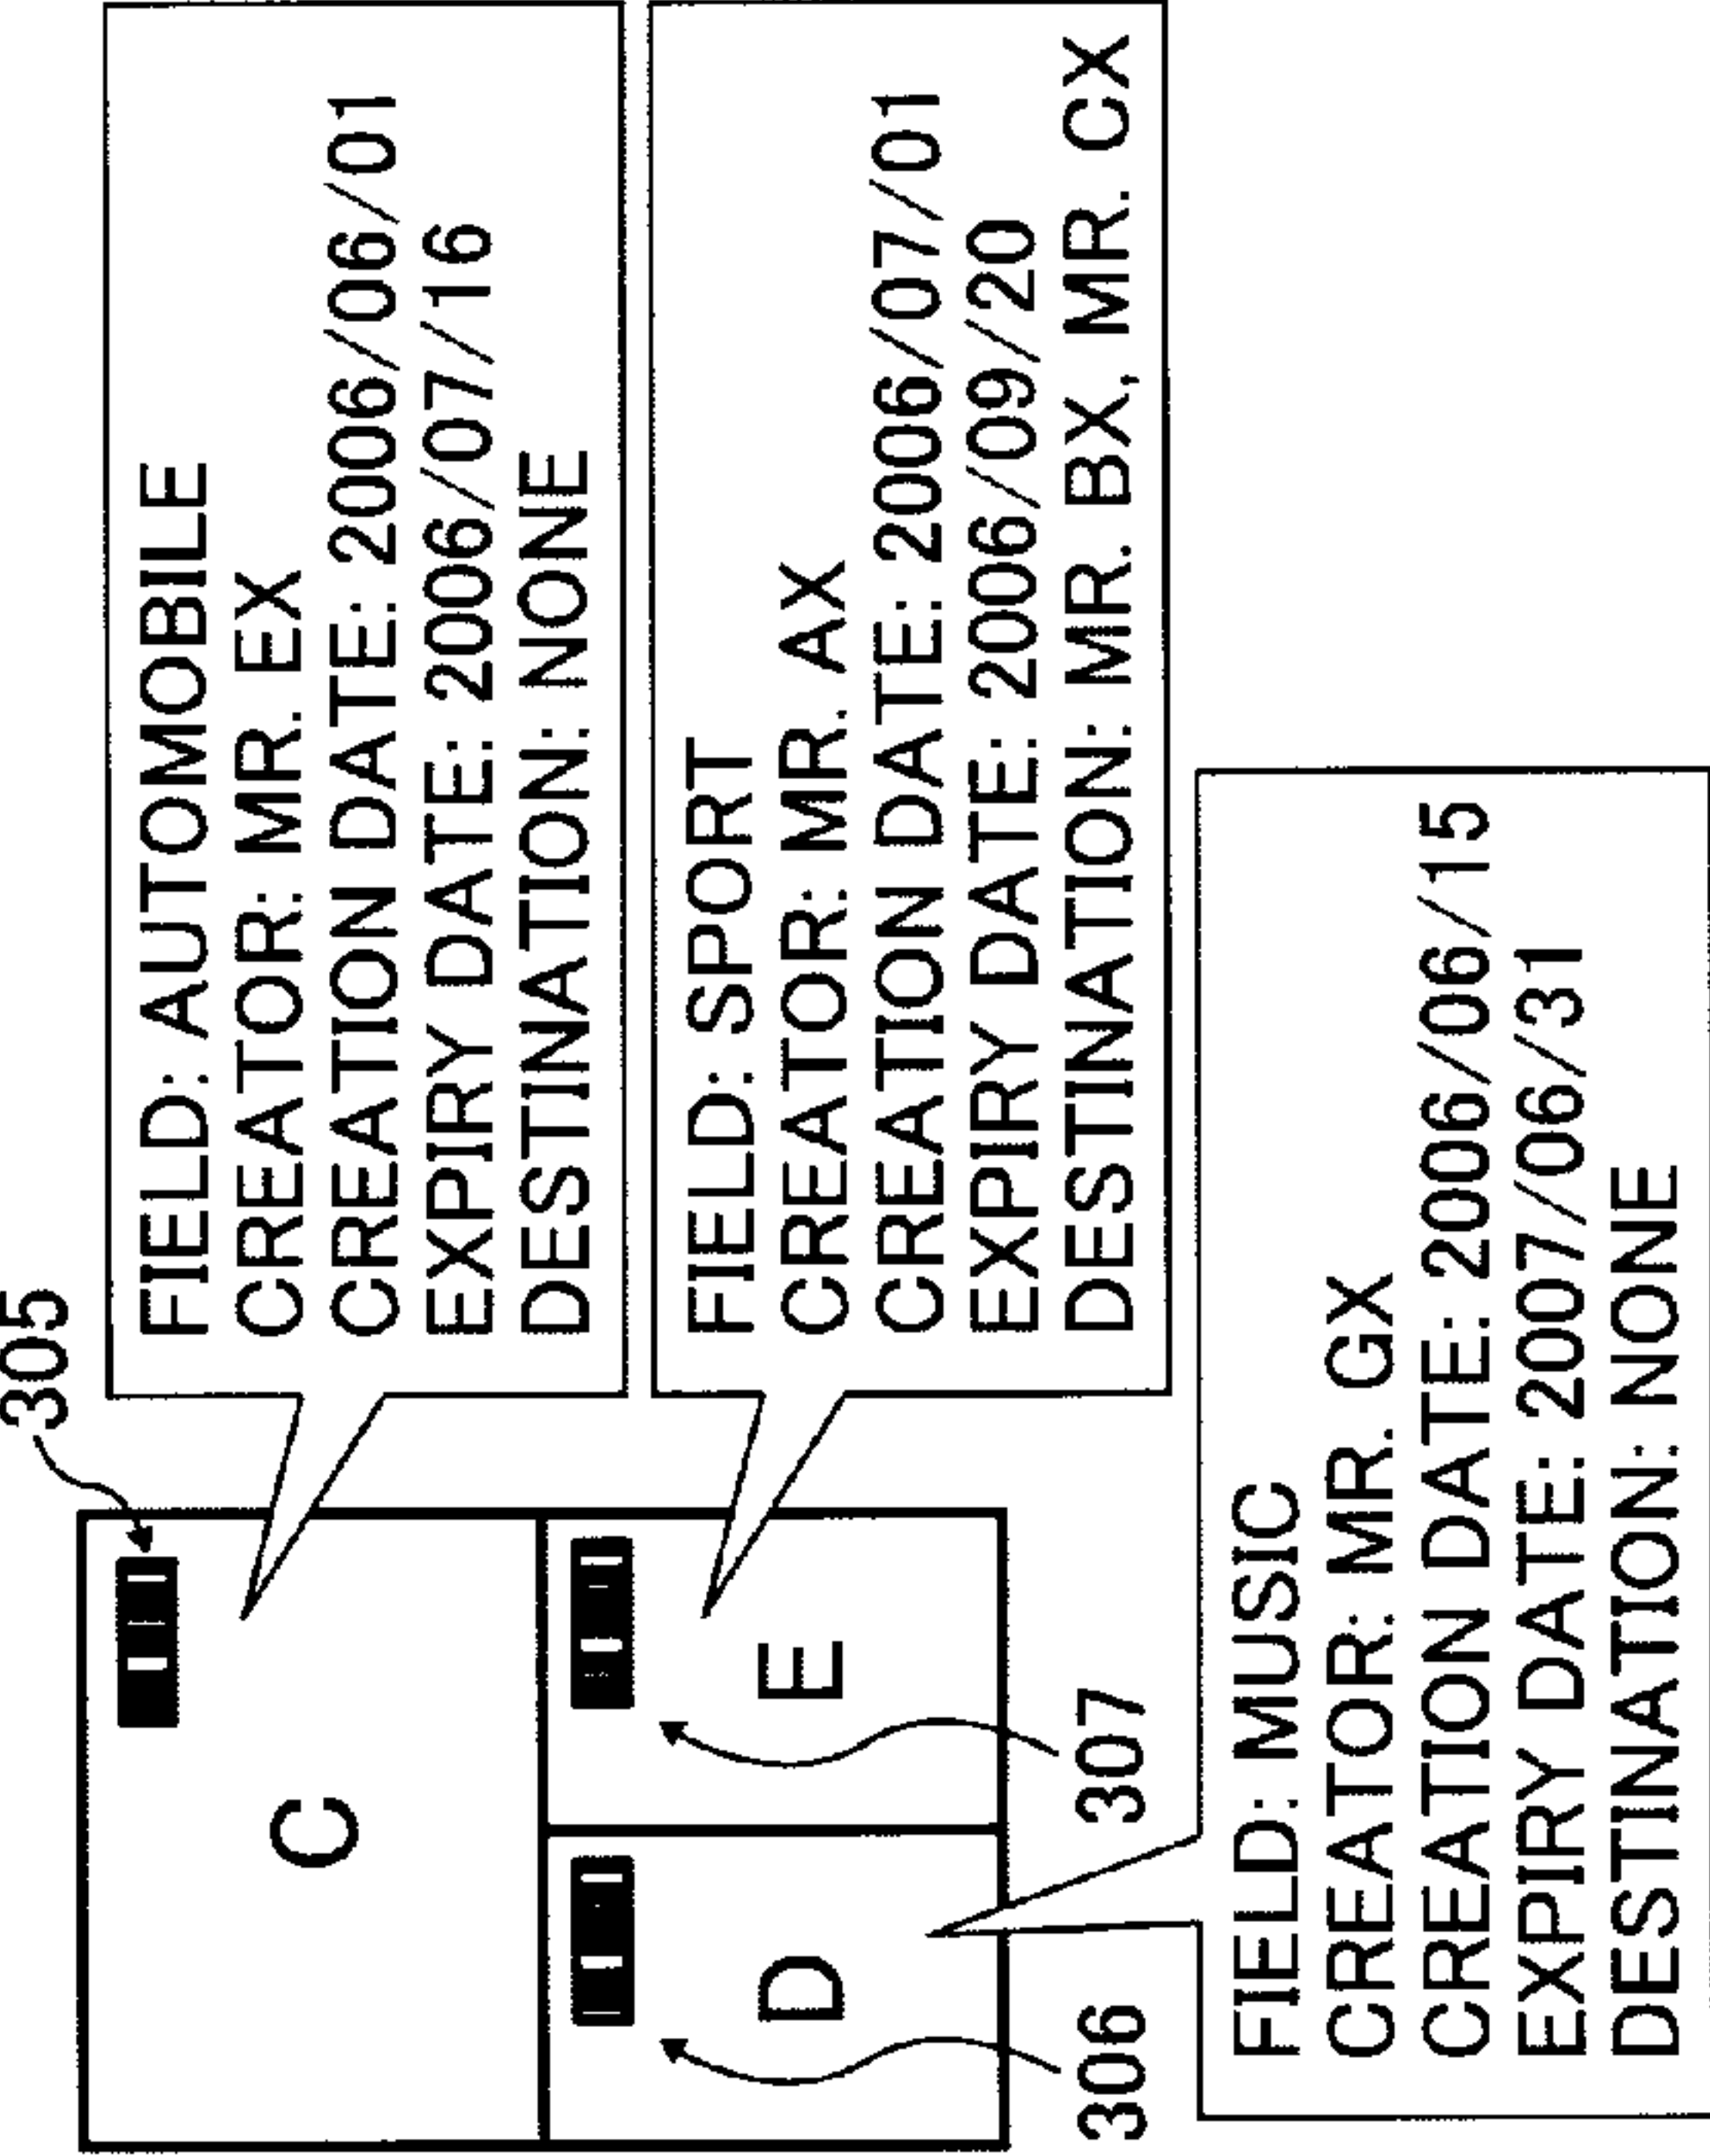 305
C
FIELD: AUTOMOBILE
CREATOR: MR. EX
CREATION DATE: 2006/06/01
EXPIRY DATE: 2006/07/16
DESTINATION: NONE
D
E
FIELD: SPORT
CREATOR: MR. AX
CREATION DATE: 2006/07/01
EXPIRY DATE: 2006/09/20
DESTINATION: MR. BX, MR. CX
306
307
FIELD: MUSIC
CREATOR: MR. GX
CREATION DATE: 2006/06/15
EXPIRY DATE: 2007/06/31
DESTINATION: NONE